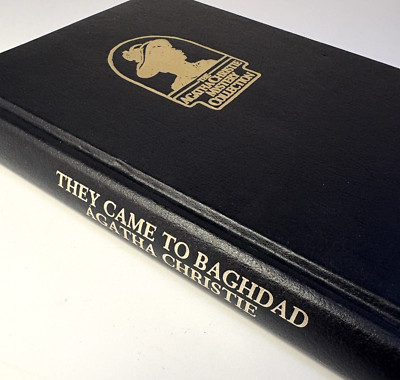 THE
AGATHA CHRISTIE
MYSTERY
COLLECTION
THEY CAME TO BAGHDAD
AGATHA CHRISTIE